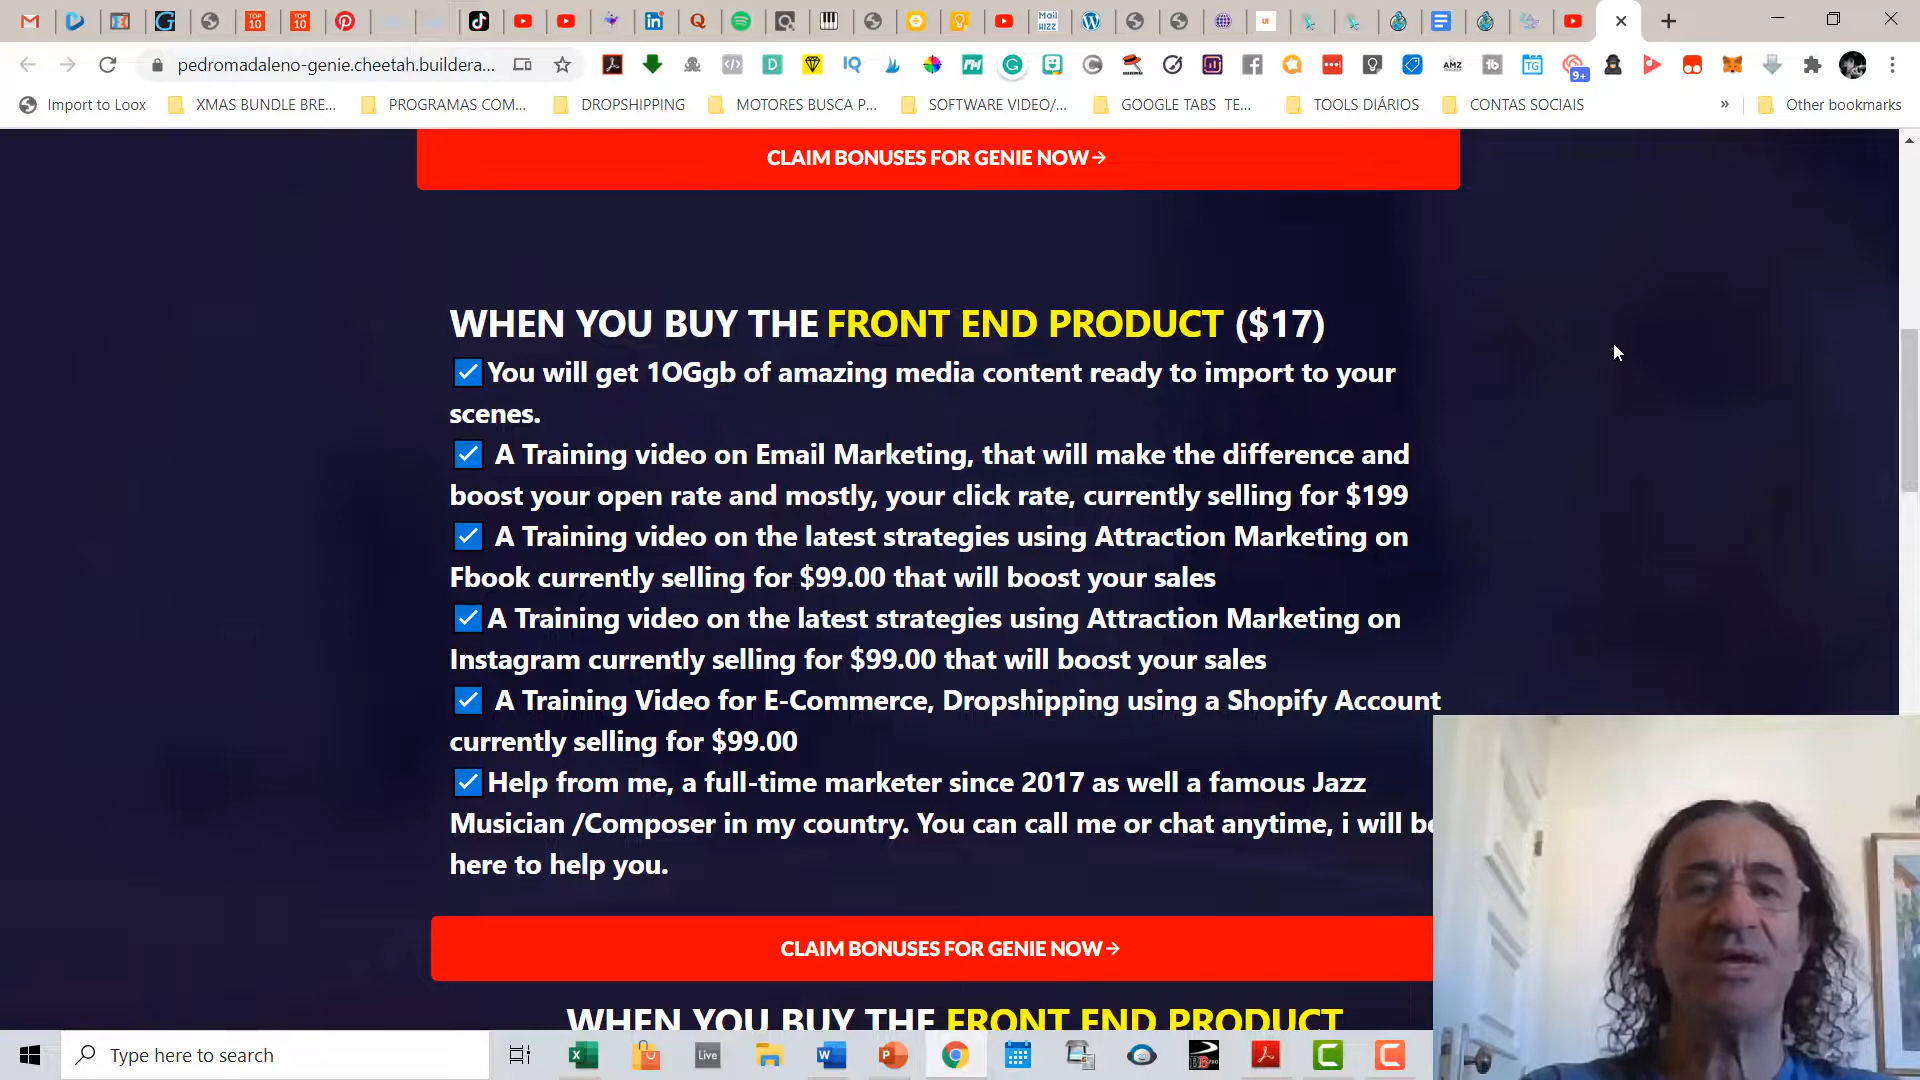 pedromadaleno-genie.cheetah.buildera...
9+
Import to Loox
XMAS BUNDLE BRE...
PROGRAMAS COM...
DROPSHIPPING
MOTORES BUSCA P...
SOFTWARE VIDEO/...
GOOGLE TABS TE...
TOOLS DIÁRIOS
CONTAS SOCIAIS
»
Other bookmarks
CLAIM BONUSES FOR GENIE NOW→
WHEN YOU BUY THE FRONT END PRODUCT ($17)
You will get 1OGgb of amazing media content ready to import to your
scenes.
A Training video on Email Marketing, that will make the difference and
boost your open rate and mostly, your click rate, currently selling for $199
A Training video on the latest strategies using Attraction Marketing on
Fbook currently selling for $99.00 that will boost your sales
A Training video on the latest strategies using Attraction Marketing on
Instagram currently selling for $99.00 that will boost your sales
A Training Video for E-Commerce, Dropshipping using a Shopify Account
currently selling for $99.00
Help from me, a full-time marketer since 2017 as well a famous Jazz
Musician /Composer in my country. You can call me or chat anytime, i will be
here to help you.
CLAIM BONUSES FOR GENIE NOW→
WHEN YOU BUY THE FRONT END PRODUCT
Type here to search
Live